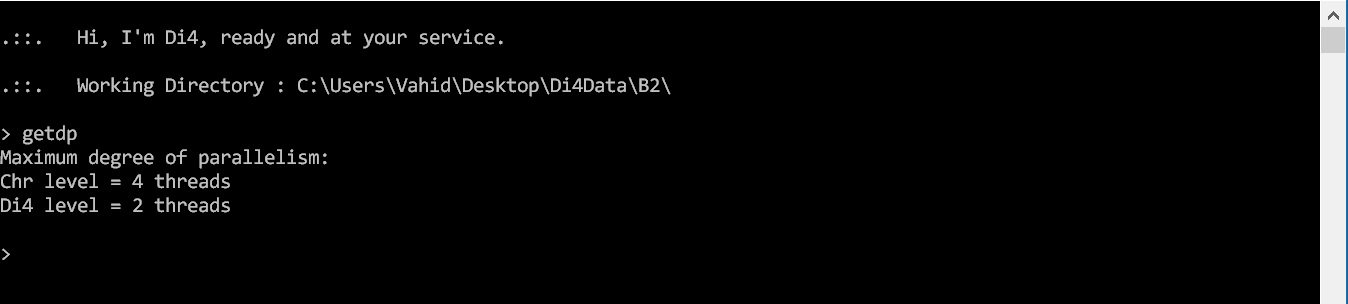 .::.   Hi, I'm Di4, ready and at your service.
.::.   Working Directory : C:\Users\Vahid\Desktop\Di4Data\B2\
> getdp
Maximum degree of parallelism:
Chr level = 4 threads
Di4 level = 2 threads
>